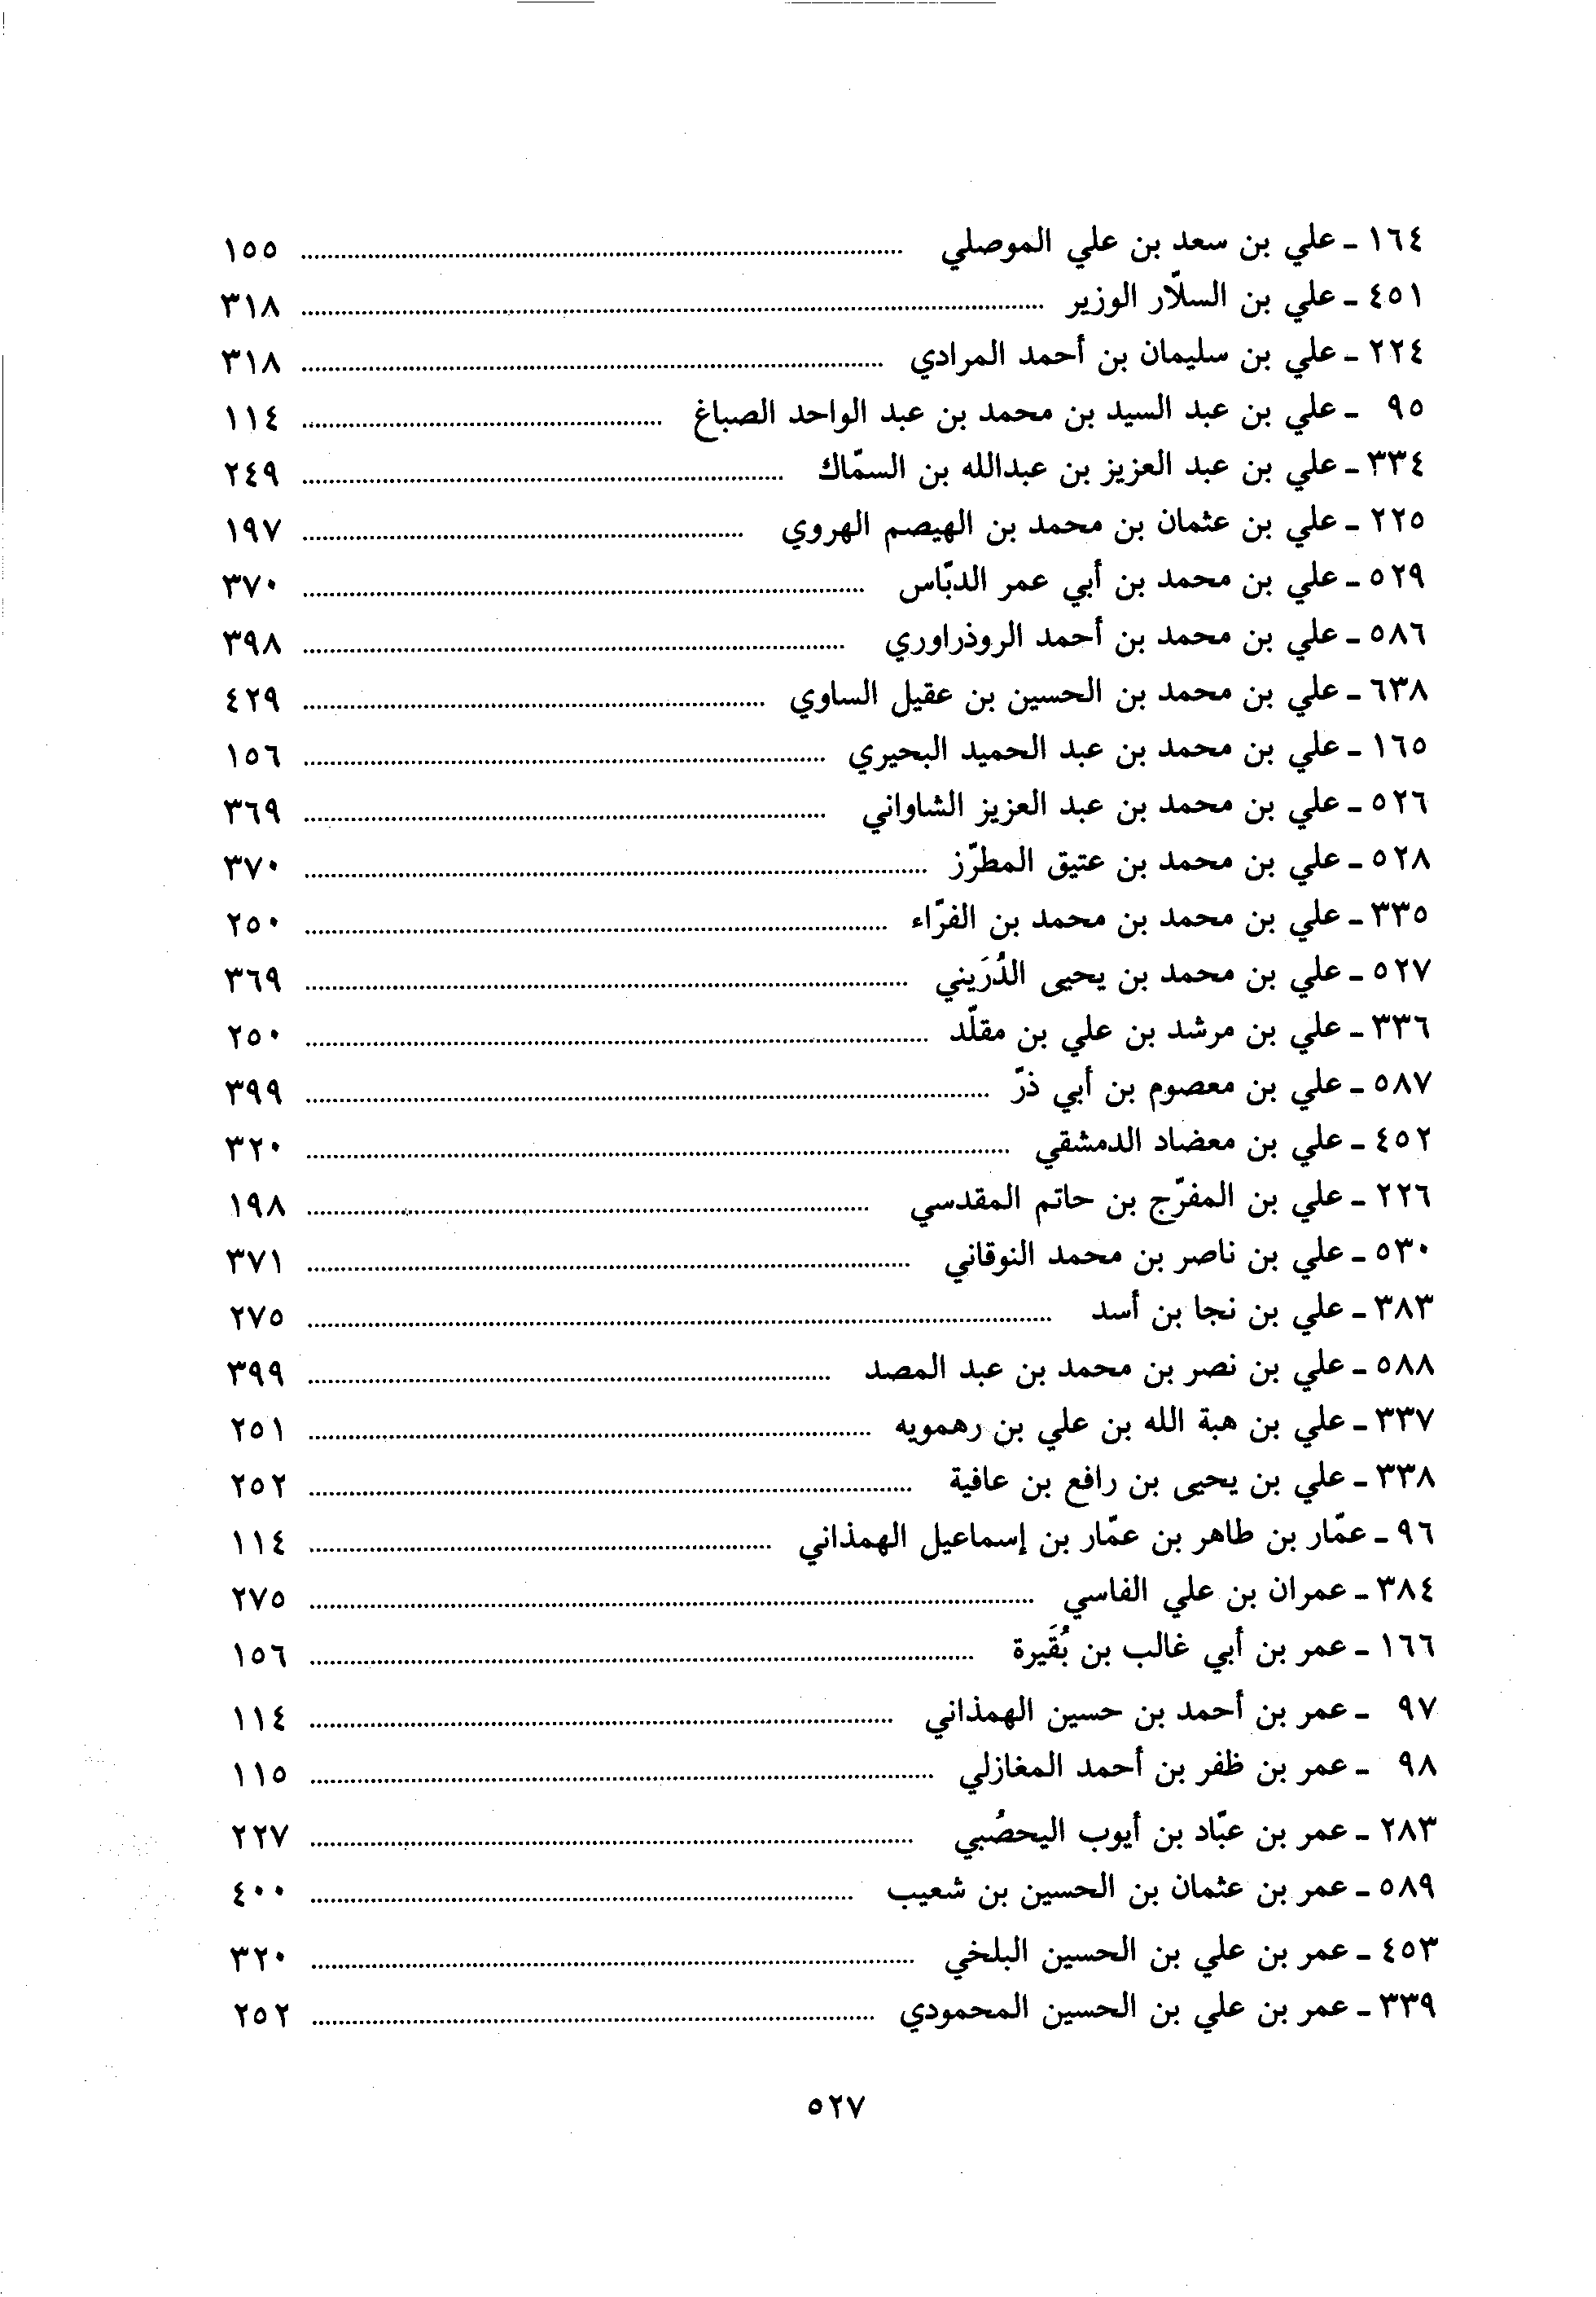 ١٦٤ - علي بن سعد بن علي الموصلي ........ ١٥٥
٤٥١ - علي بن السلّار الوزير ........ ٣١٨
٢٢٤ - علي بن سليمان بن أحمد المرادي ........ ٣١٨
٩٥ - علي بن عبد السيد بن محمد بن عبد الواحد الصباغ ........ ١١٤
٣٣٤ - علي بن عبد العزيز بن عبدالله بن السمّاك ........ ٢٤٩
٢٢٥ - علي بن عثمان بن محمد بن الهيصم الهروي ........ ١٩٧
٥٢٩ - علي بن محمد بن أبي عمر الدبّاس ........ ٣٧٠
٥٨٦ - علي بن محمد بن أحمد الروذراوري ........ ٣٩٨
٦٣٨ - علي بن محمد بن الحسين بن عقيل الساوي ........ ٤٢٩
١٦٥ - علي بن محمد بن عبد الحميد البحيري ........ ١٥٦
٥٢٦ - علي بن محمد بن عبد العزيز الشاواني ........ ٣٦٩
٥٢٨ - علي بن محمد بن عتيق المطرّز ........ ٣٧٠
٣٣٥ - علي بن محمد بن محمد بن الفرّاء ........ ٢٥٠
٥٢٧ - علي بن محمد بن يحيى الدُرَيني ........ ٣٦٩
٣٣٦ - علي بن مرشد بن علي بن مقلّد ........ ٢٥٠
٥٨٧ - علي بن معصوم بن أبي ذرّ ........ ٣٩٩
٤٥٢ - علي بن معضاد الدمشقي ........ ٣٢٠
٢٢٦ - علي بن المفرّج بن حاتم المقدسي ........ ١٩٨
٥٣٠ - علي بن ناصر بن محمد النوقاني ........ ٣٧١
٣٨٣ - علي بن نجا بن أسد ........ ٢٧٥
٥٨٨ - علي بن نصر بن محمد بن عبد المصد ........ ٣٩٩
٣٣٧ - علي بن هبة الله بن علي بن رهمويه ........ ٢٥١
٣٣٨ - علي بن يحيى بن رافع بن عافية ........ ٢٥٢
٩٦ - عمّار بن طاهر بن عمّار بن إسماعيل الهمذاني ........ ١١٤
٣٨٤ - عمران بن علي الفاسي ........ ٢٧٥
١٦٦ - عمر بن أبي غالب بن بُقَيرة ........ ١٥٦
٩٧ - عمر بن أحمد بن حسين الهمذاني ........ ١١٤
٩٨ - عمر بن ظفر بن أحمد المغازلي ........ ١١٥
٢٨٣ - عمر بن عبّاد بن أيوب اليحصُبي ........ ٢٢٧
٥٨٩ - عمر بن عثمان بن الحسين بن شعيب ........ ٤٠٠
٤٥٣ - عمر بن علي بن الحسين البلخي ........ ٣٢٠
٣٣٩ - عمر بن علي بن الحسين المحمودي ........ ٢٥٢
٥٢٧